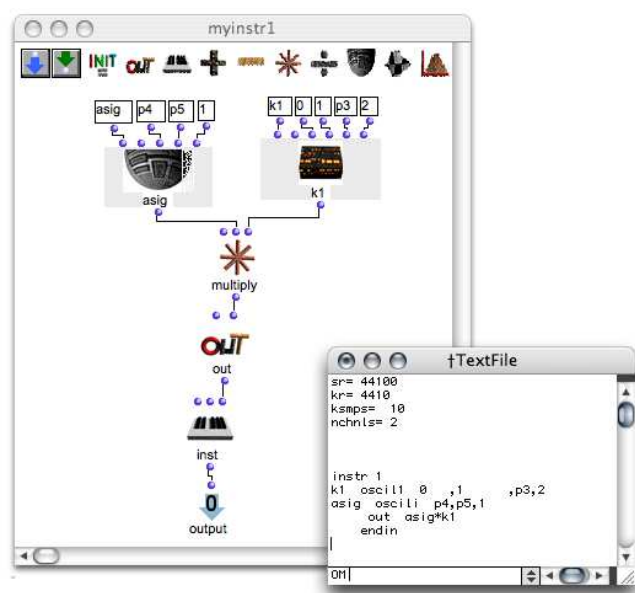 myinstr1
INIT OUT
asig p4 p5 1 k1 0 1 p3 2
asig k1
multiply
OUT
out
inst
0
output
†TextFile
sr= 44100
kr= 4410
ksmps= 10
nchnls= 2
instr 1
k1 oscil1 0 ,1 ,p3,2
asig oscili p4,p5,1
out asig*k1
endin
OM